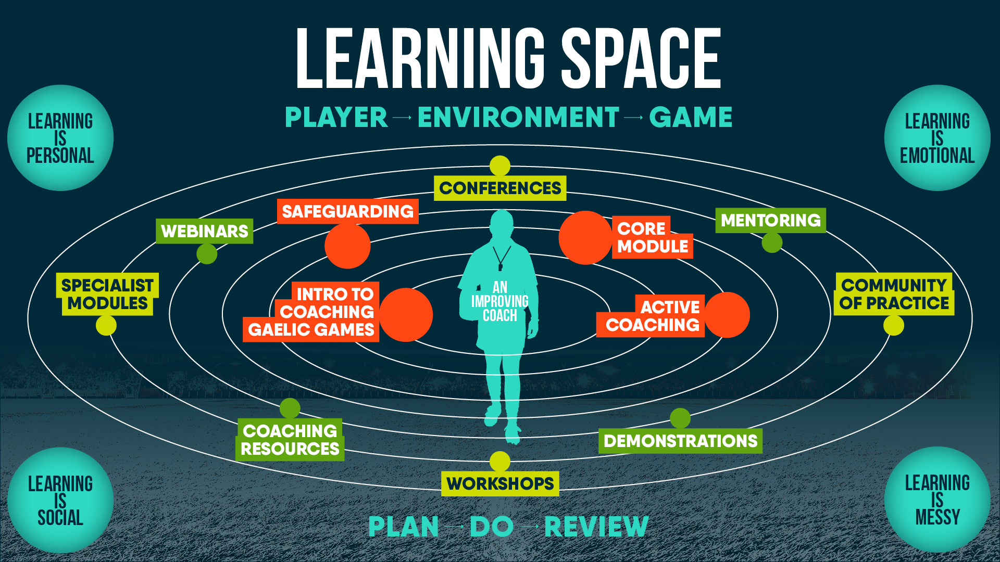 LEARNING SPACE
PLAYER → ENVIRONMENT → GAME
LEARNING
IS
PERSONAL
LEARNING
IS
EMOTIONAL
CONFERENCES
SAFEGUARDING
WEBINARS
MENTORING
CORE
MODULE
SPECIALIST
MODULES
COMMUNITY
OF PRACTICE
INTRO TO
COACHING
GAELIC GAMES
AN
IMPROVING
COACH
ACTIVE
COACHING
COACHING
RESOURCES
DEMONSTRATIONS
WORKSHOPS
LEARNING
IS
SOCIAL
LEARNING
IS
MESSY
PLAN → DO → REVIEW